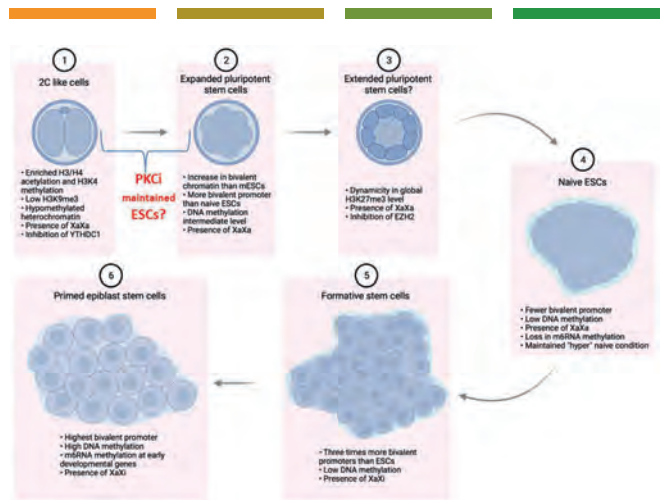 1
2C like cells
• Enriched H3/H4
acetylation and H3K4
methylation
• Low H3K9me3
• Hypomethylated
heterochromatin
• Presence of XaXa
• Inhibition of YTHDC1
PKCi
maintained
ESCs?
2
Expanded pluripotent
stem cells
• Increase in bivalent
chromatin than mESCs
• More bivalent promoter
than naive ESCs
• DNA methylation
intermediate level
• Presence of XaXa
3
Extended pluripotent
stem cells?
• Dynamicity in global
H3K27me3 level
• Presence of XaXa
• Inhibition of EZH2
4
Naive ESCs
• Fewer bivalent promoter
• Low DNA methylation
• Presence of XaXa
• Loss in m6RNA methylation
• Maintained "hyper" naive condition
5
Formative stem cells
• Three times more bivalent
promoters than ESCs
• Low DNA methylation
• Presence of XaXi
6
Primed epiblast stem cells
• Highest bivalent promoter
• High DNA methylation
• m6RNA methylation at early
developmental genes
• Presence of XaXi